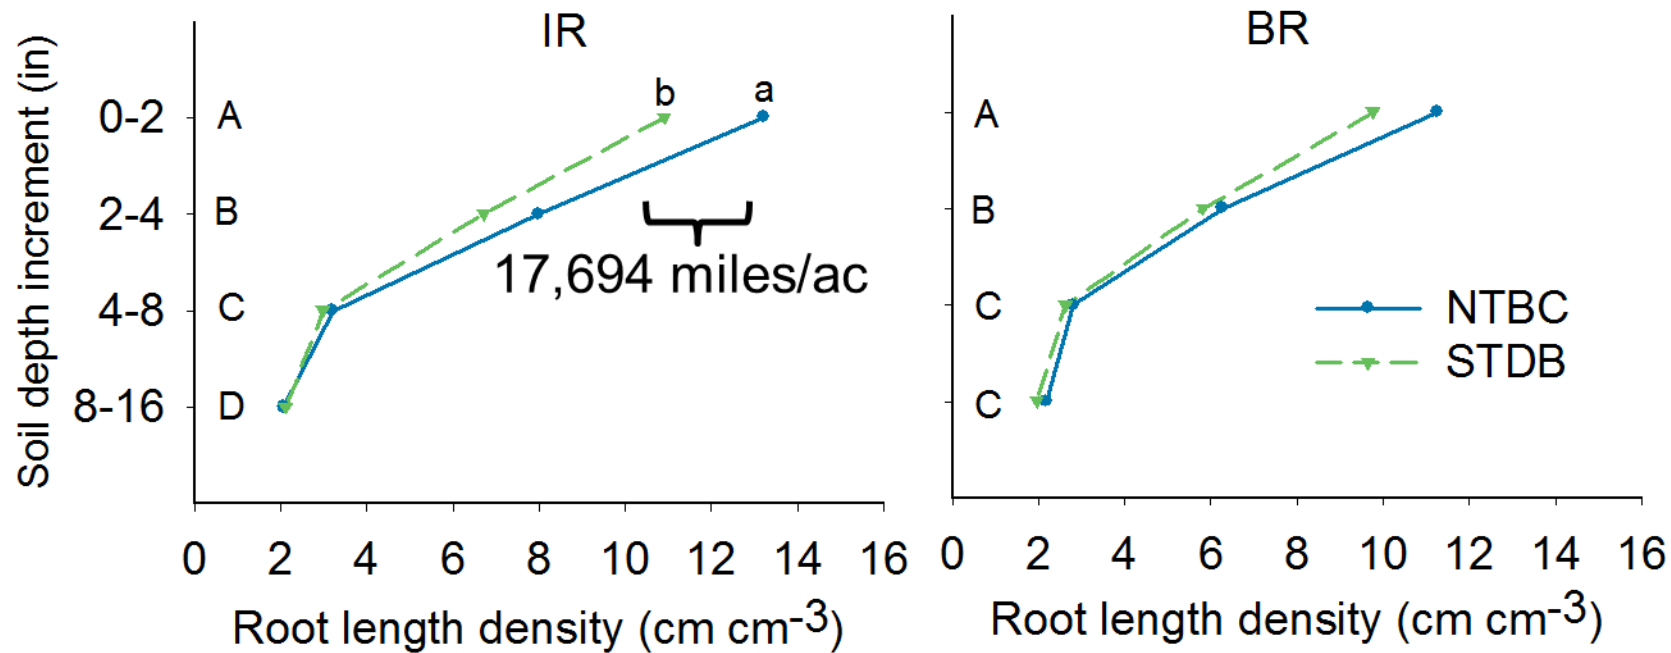 IR
Soil depth increment (in)
0-2
2-4
4-8
8-16
A
B
C
D
b
a
17,694 miles/ac
0 2 4 6 8 10 12 14 16
Root length density (cm cm-3)
BR
A
B
C
C
NTBC
STDB
0 2 4 6 8 10 12 14 16
Root length density (cm cm-3)